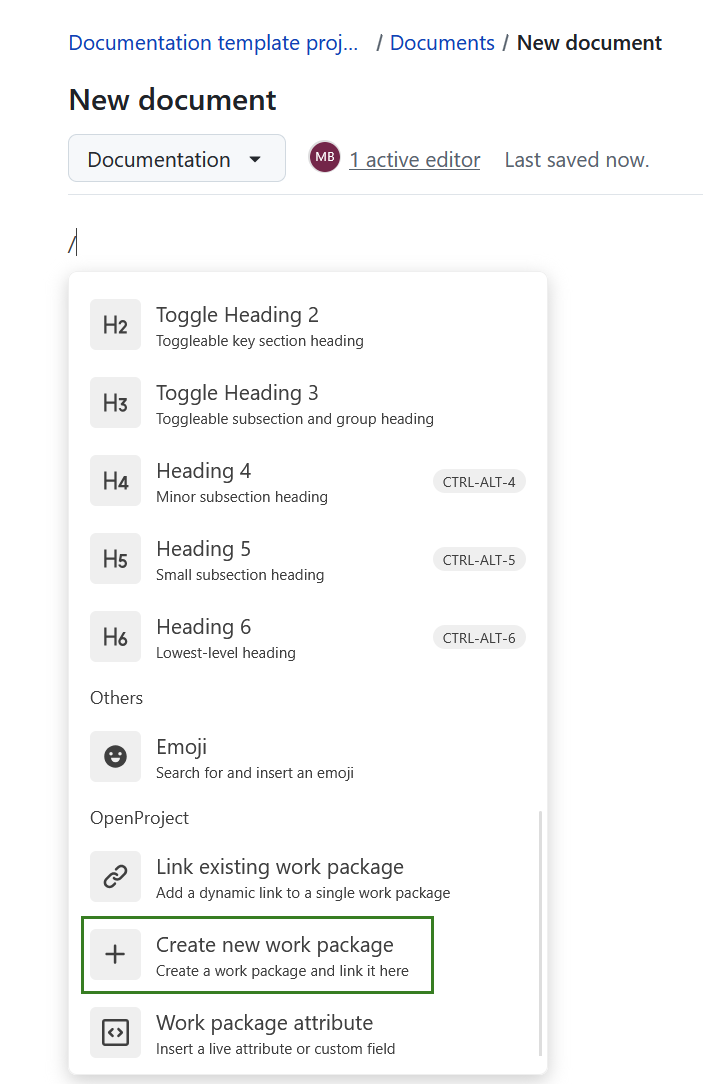 Documentation template proj... / Documents / New document
New document
Documentation MB 1 active editor Last saved now.
/
H2 Toggle Heading 2
Toggleable key section heading
H3 Toggle Heading 3
Toggleable subsection and group heading
H4 Heading 4 CTRL-ALT-4
Minor subsection heading
H5 Heading 5 CTRL-ALT-5
Small subsection heading
H6 Heading 6 CTRL-ALT-6
Lowest-level heading
Others
Emoji
Search for and insert an emoji
OpenProject
Link existing work package
Add a dynamic link to a single work package
Create new work package
Create a work package and link it here
Work package attribute
Insert a live attribute or custom field